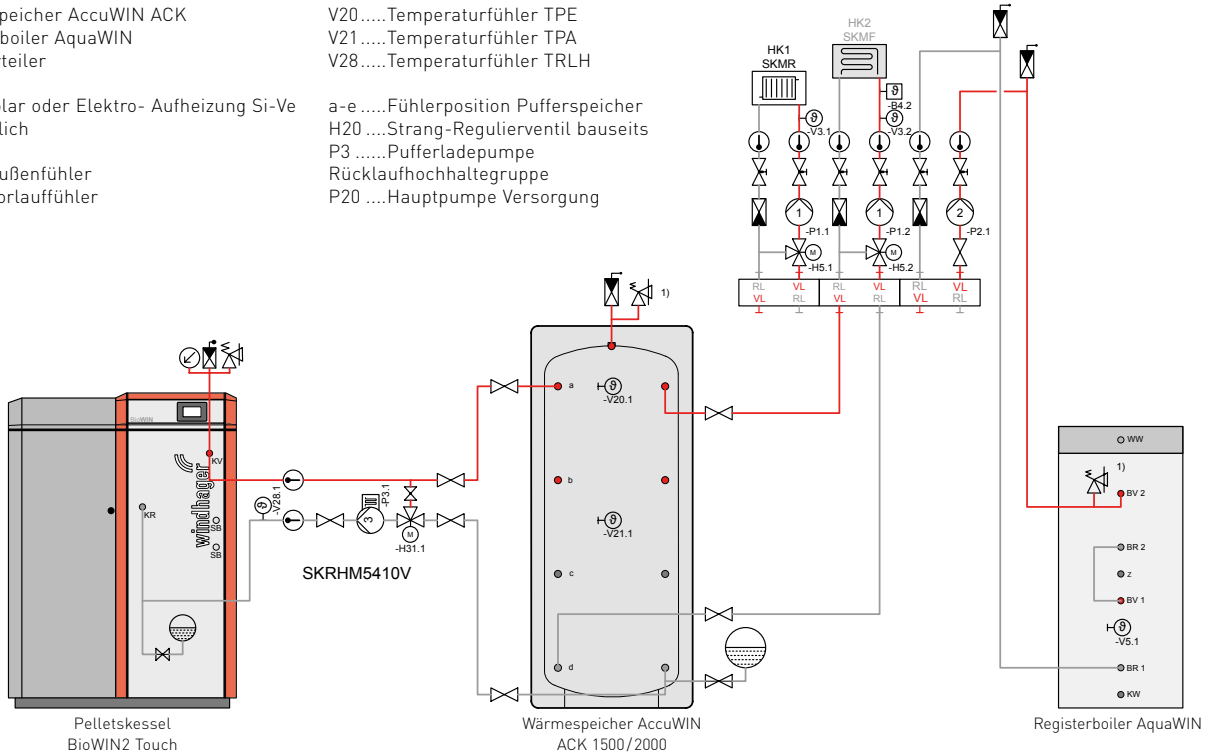 peicher AccuWIN ACK
boiler AquaWIN
teiler
olar oder Elektro- Aufheizung Si-Ve
lich
ußenfühler
orlauffühler
V20.....Temperaturfühler TPE
V21.....Temperaturfühler TPA
V28.....Temperaturfühler TRLH
a-e .....Fühlerposition Pufferspeicher
H20 ....Strang-Regulierventil bauseits
P3 ......Pufferladepumpe
Rücklaufhochhaltegruppe
P20 ....Hauptpumpe Versorgung
HK1
SKMR
HK2
SKMF
-B4.2
-V3.1
-V3.2
1
1
2
-P1.1
-P1.2
-P2.1
M
M
-H5.1
-H5.2
RL VL RL VL RL VL
VL RL VL RL VL RL
1)
a
-V20.1
b
-V21.1
c
d
BioWIN
windhager
KV
KR
SB
SB
-V28.1
3
-P3.1
M
-H31.1
SKRHM5410V
WW
1)
BV 2
BR 2
Z
BV 1
-V5.1
BR 1
KW
Pelletskessel
BioWIN2 Touch
Wärmespeicher AccuWIN
ACK 1500/2000
Registerboiler AquaWIN